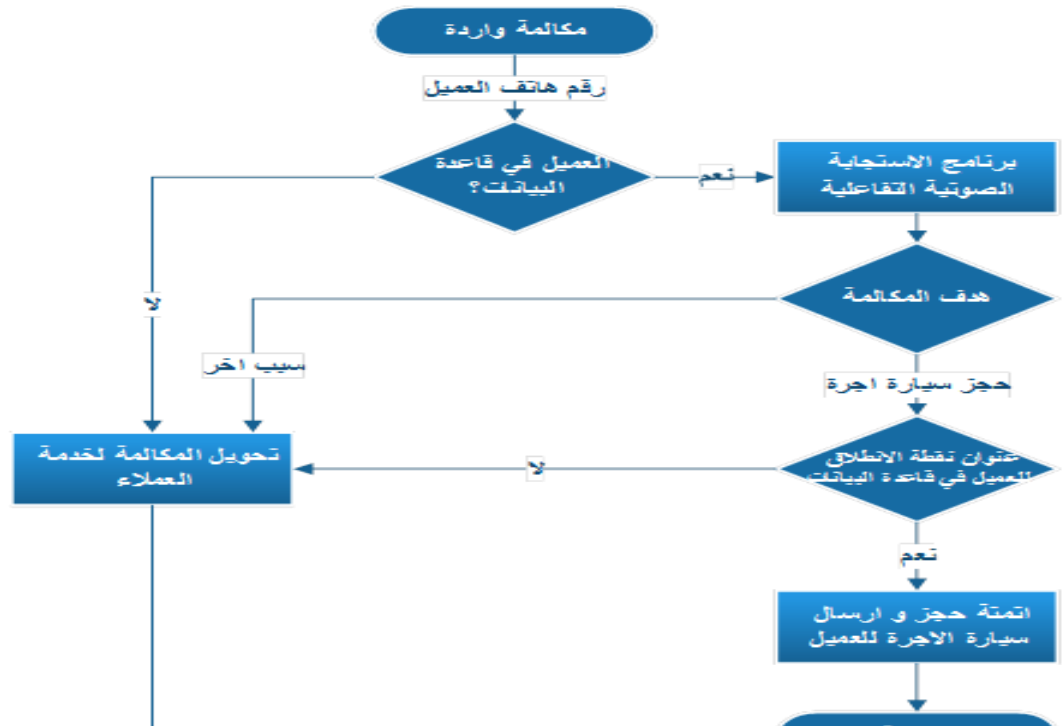 مكالمة واردة
رقم هاتف العميل
العميل في قاعدة
البيانات؟
نعم
برنامج الاستجابة
الصوتية التفاعلية
هدف المكالمة
لا
سبب اخر
حجز سيارة اجرة
تحويل المكالمة لخدمة
العملاء
لا
عنوان نقطة الانطلاق
للعميل في قاعدة البيانات
نعم
اتمتة حجز و ارسال
سيارة الاجرة للعميل